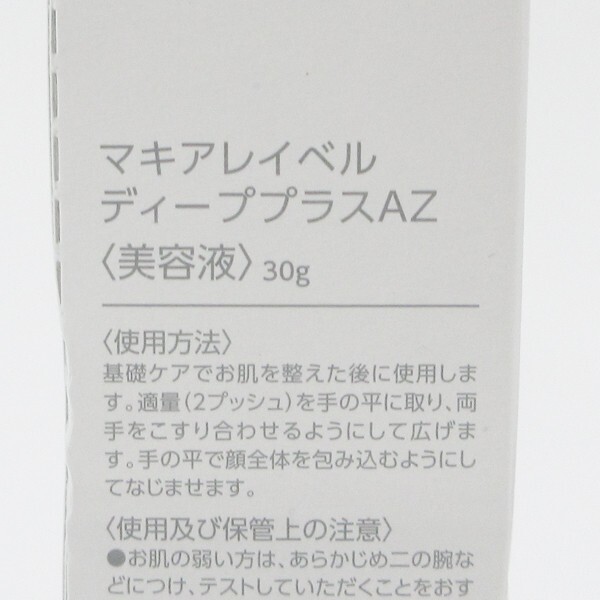 マキアレイベル
ディーププラスAZ
〈美容液〉30g
〈使用方法〉
基礎ケアでお肌を整えた後に使用しま
す。適量(2プッシュ)を手の平に取り、両
手をこすり合わせるようにして広げま
す。手の平で顔全体を包み込むようにし
てなじませます。
〈使用及び保管上の注意〉
●お肌の弱い方は、あらかじめ二の腕な
どにつけ、テストしていただくことをおす